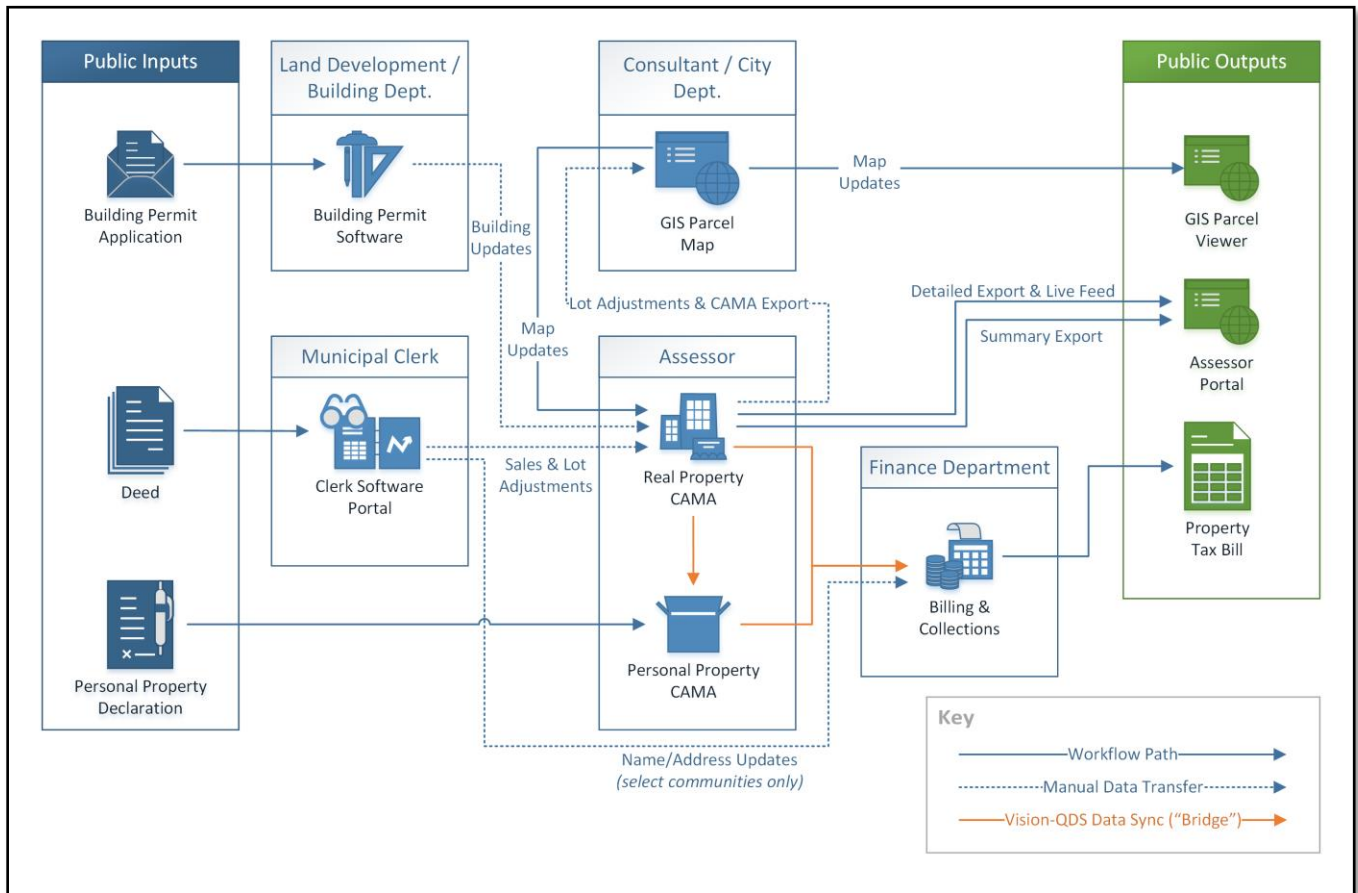 Public Inputs
Building Permit
Application
Deed
Personal Property
Declaration
Land Development /
Building Dept.
Building Permit
Software
Municipal Clerk
Clerk Software
Portal
Building
Updates
Map
Updates
Sales & Lot
Adjustments
Consultant / City
Dept.
GIS Parcel
Map
Lot Adjustments & CAMA Export
Assessor
Real Property
CAMA
Personal Property
CAMA
Name/Address Updates
(select communities only)
Map
Updates
Detailed Export & Live Feed
Summary Export
Finance Department
Billing &
Collections
Public Outputs
GIS Parcel
Viewer
Assessor
Portal
Property
Tax Bill
Key
Workflow Path
Manual Data Transfer
Vision-QDS Data Sync (“Bridge”)